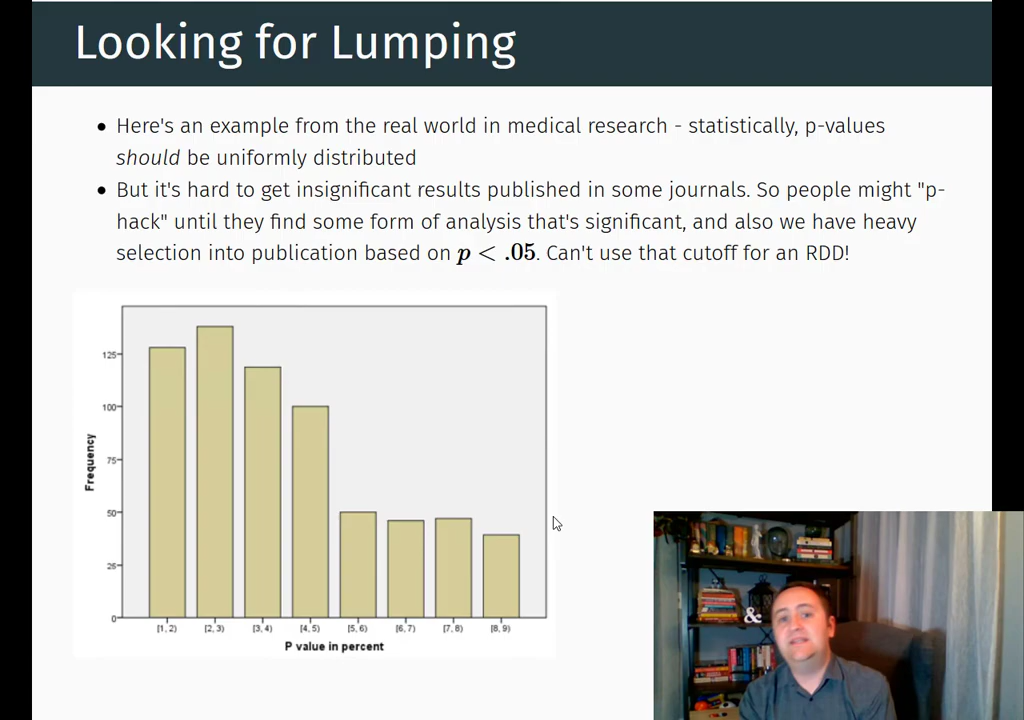 Looking for Lumping
Here's an example from the real world in medical research - statistically, p-values
should be uniformly distributed
But it's hard to get insignificant results published in some journals. So people might "p-
hack" until they find some form of analysis that's significant, and also we have heavy
selection into publication based on p < .05. Can't use that cutoff for an RDD!
125
100
75
50
25
0
Frequency
[1, 2) [2, 3) [3, 4) [4, 5) [5, 6) [6, 7) [7, 8) [8, 9)
P value in percent
&